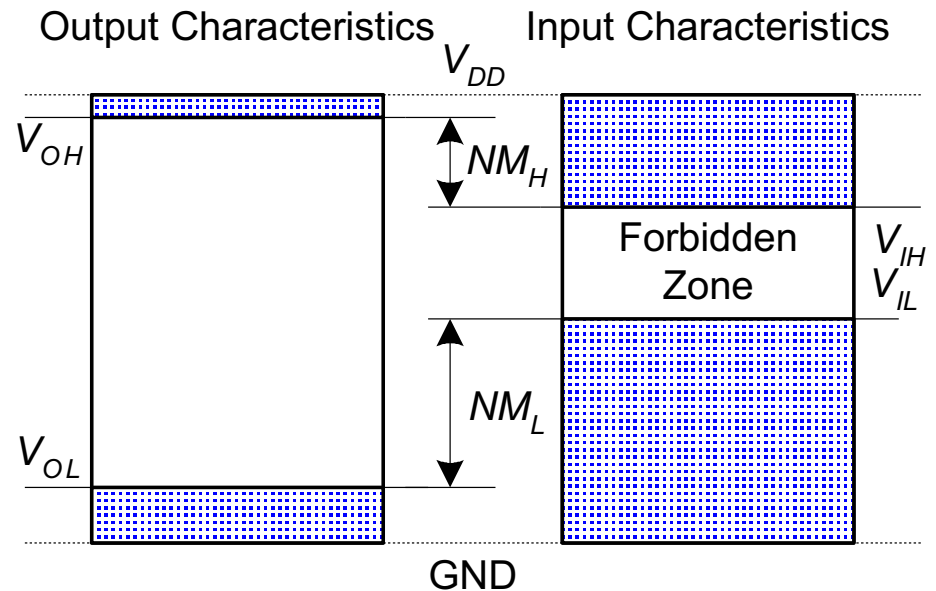 Output Characteristics
Input Characteristics
V_DD
V_OH
NM_H
Forbidden
Zone
V_IH
V_IL
NM_L
V_OL
GND